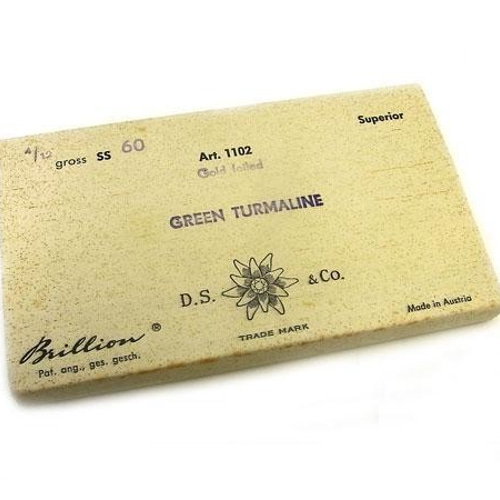 Superior
4/12 gross SS 60
Art. 1102
Gold foiled
GREEN TURMALINE
D.S. & Co.
TRADE MARK
Made in Austria
Brillion ®
Pat. ang., ges. gesch.